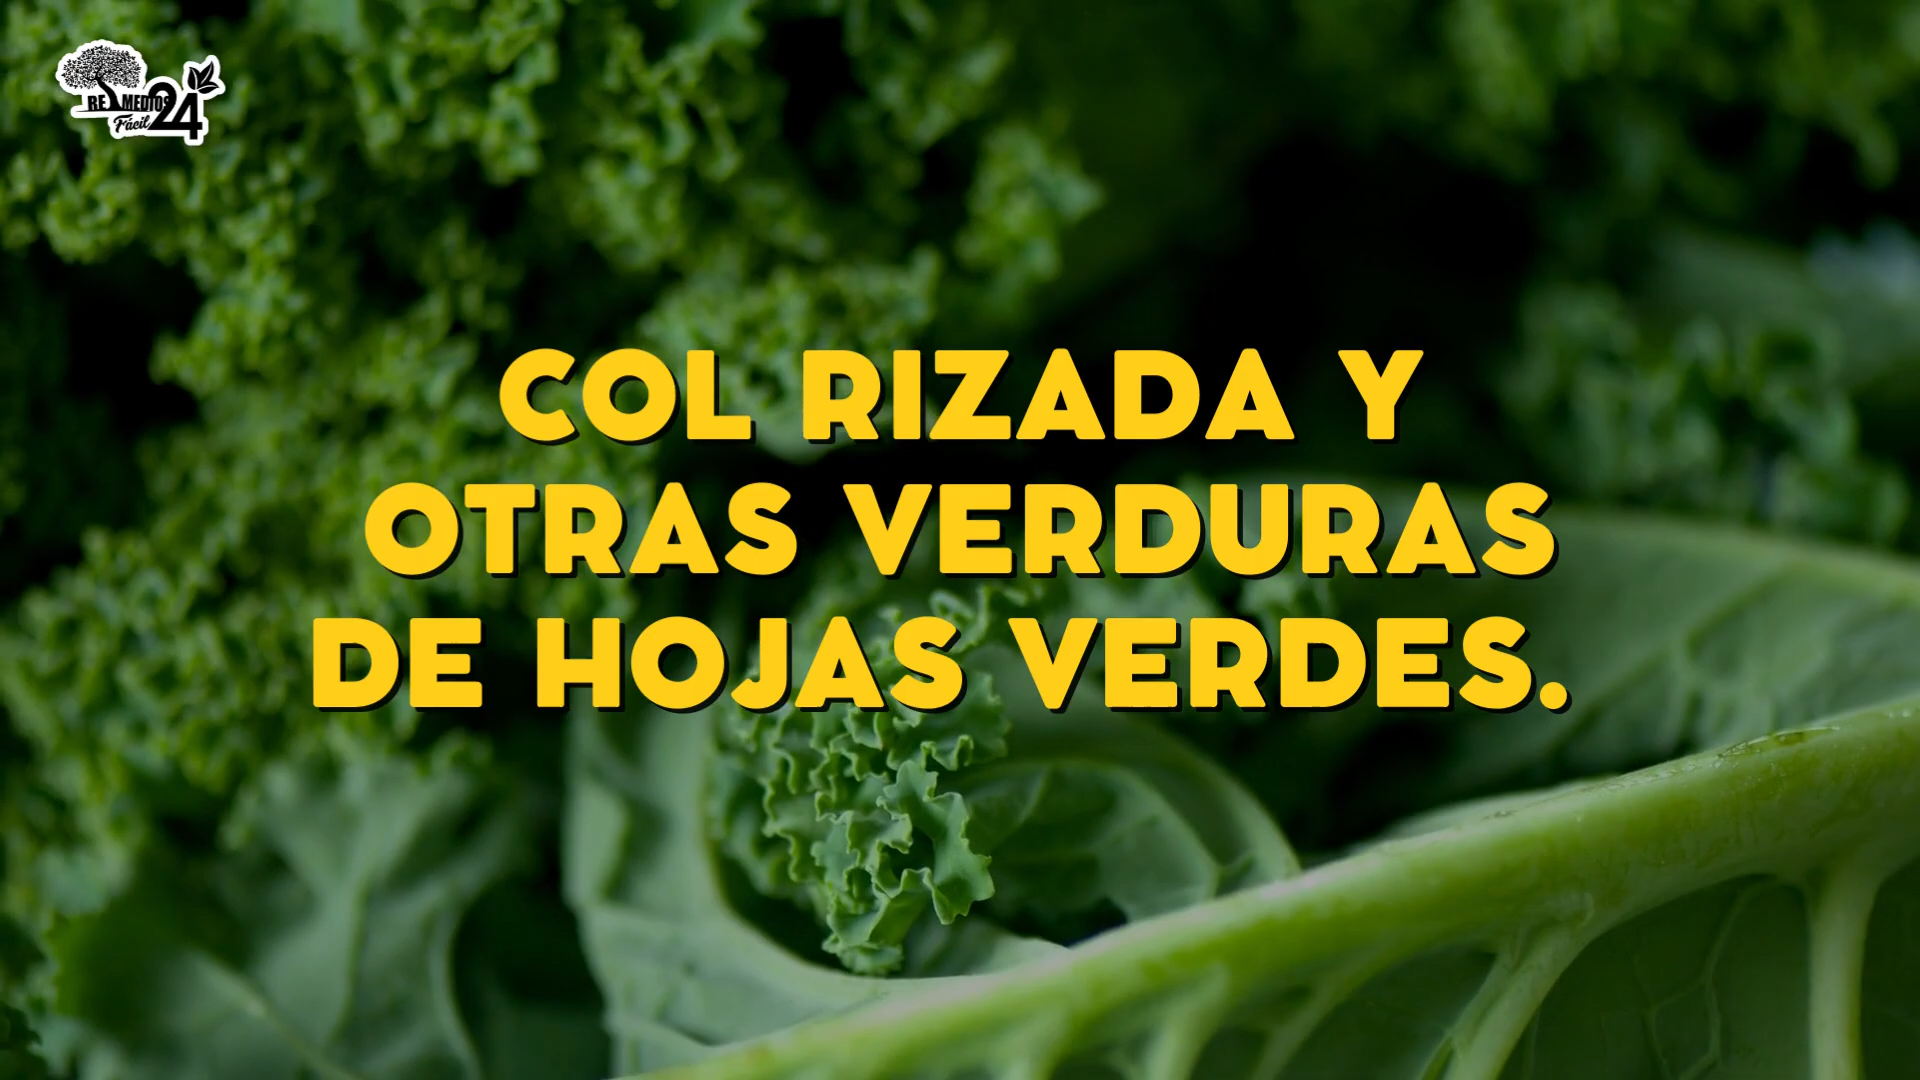 REMEDIOS
Fácil 24
COL RIZADA Y
OTRAS VERDURAS
DE HOJAS VERDES.